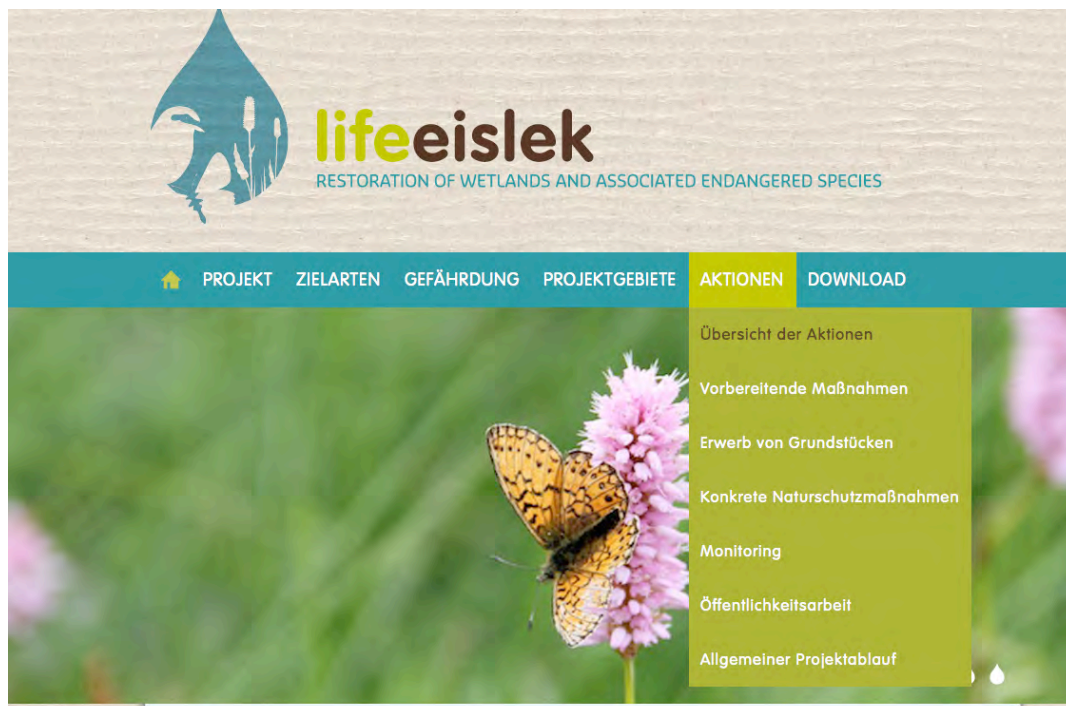 lifeeislek
RESTORATION OF WETLANDS AND ASSOCIATED ENDANGERED SPECIES
PROJEKT ZIELARTEN GEFÄHRDUNG PROJEKTGEBIETE AKTIONEN DOWNLOAD
Übersicht der Aktionen
Vorbereitende Maßnahmen
Erwerb von Grundstücken
Konkrete Naturschutzmaßnahmen
Monitoring
Öffentlichkeitsarbeit
Allgemeiner Projektablauf